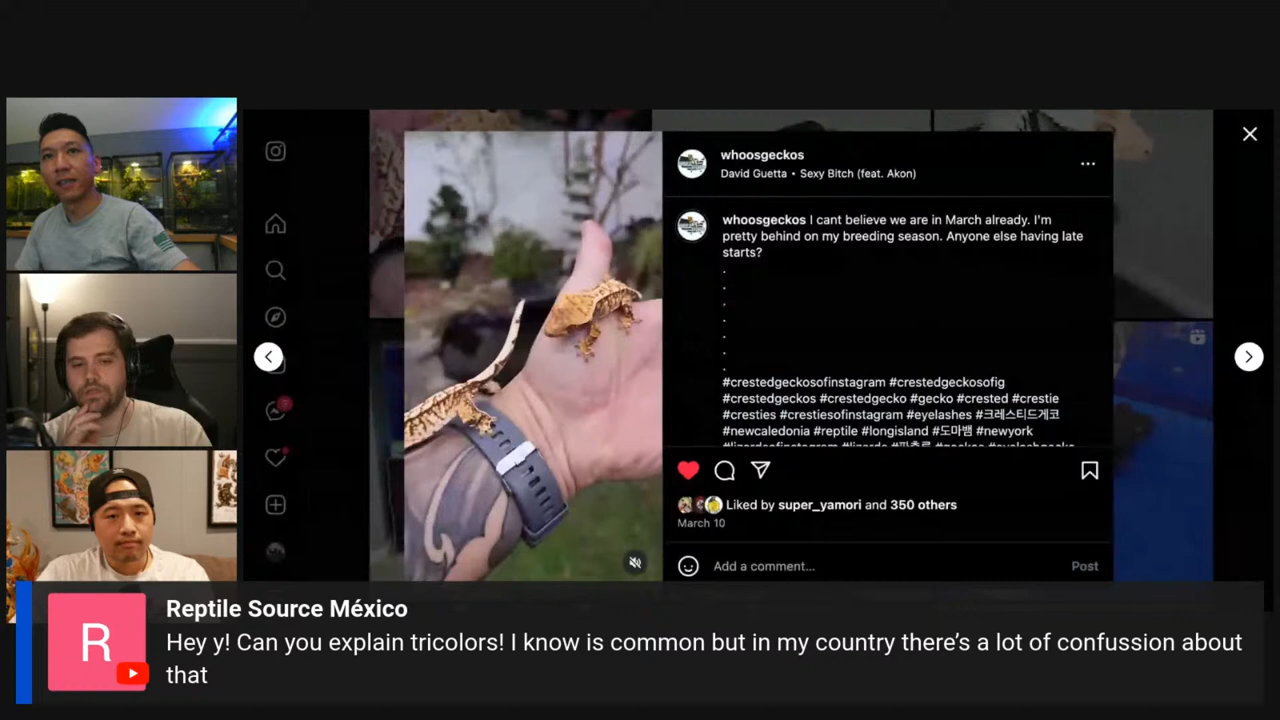 whoosgeckos
David Guetta • Sexy Bitch (feat. Akon)
whoosgeckos I cant believe we are in March already. I'm
pretty behind on my breeding season. Anyone else having late
starts?
.
.
.
.
.
.
.
#crestedgeckosofinstagram #crestedgeckosofig
#crestedgeckos #crestedgecko #gecko #crested #crestie
#cresties #crestiesofinstagram #eyelashes #크레스티드게코
#newcaledonia #reptile #longisland #도마뱀 #newyork
Liked by super_yamori and 350 others
March 10
Add a comment...
Post
R
Reptile Source México
Hey y! Can you explain tricolors! I know is common but in my country there’s a lot of confussion about
that